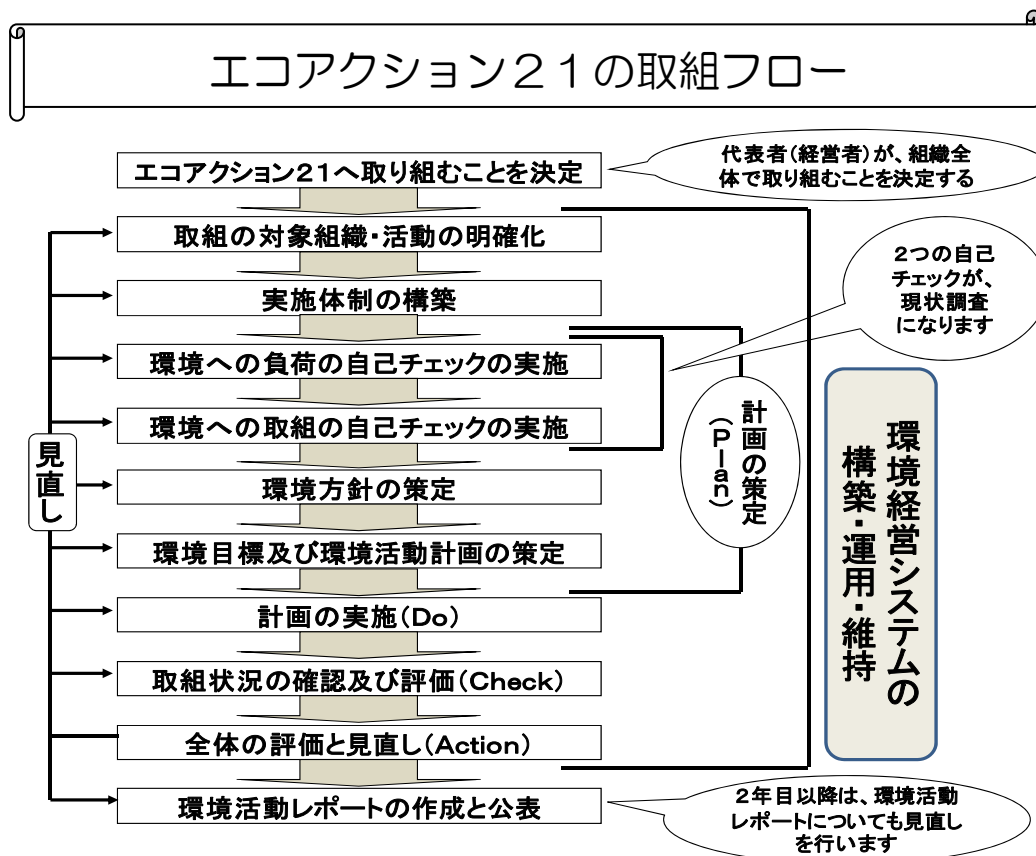 エコアクション２１の取組フロー
エコアクション２１へ取り組むことを決定
代表者（経営者）が、組織全
体で取り組むことを決定する
取組の対象組織・活動の明確化
実施体制の構築
環境への負荷の自己チェックの実施
環境への取組の自己チェックの実施
環境方針の策定
環境目標及び環境活動計画の策定
計画の実施（Ｄｏ）
取組状況の確認及び評価（Ｃｈｅｃｋ）
全体の評価と見直し（Ａｃｔｉｏｎ）
環境活動レポートの作成と公表
見直し
２つの自己
チェックが、
現状調査
になります
計画の策定
（Ｐｌａｎ）
環境経営システムの
構築・運用・維持
２年目以降は、環境活動
レポートについても見直し
を行います